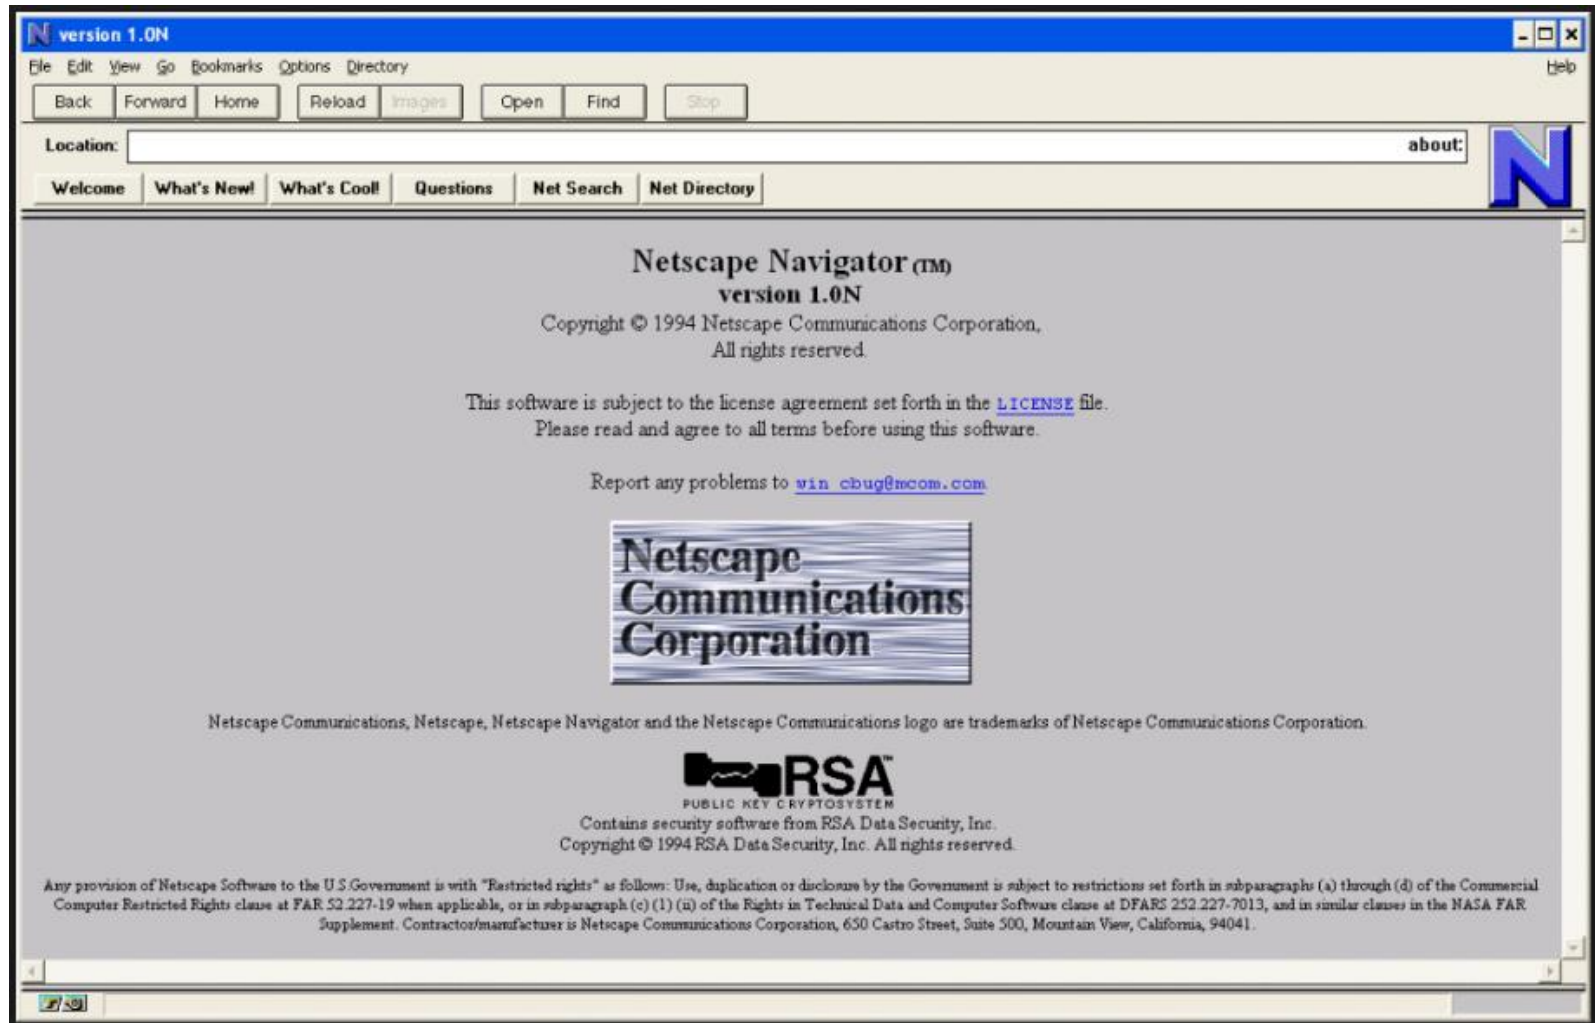 version 1.0N
File Edit View Go Bookmarks Options Directory Help
Back Forward Home Reload Images Open Find Stop
Location: about:
Welcome What's New! What's Cool! Questions Net Search Net Directory
Netscape Navigator (TM)
version 1.0N
Copyright © 1994 Netscape Communications Corporation,
All rights reserved.
This software is subject to the license agreement set forth in the LICENSE file.
Please read and agree to all terms before using this software.
Report any problems to win_cbug@mcom.com.
Netscape
Communications
Corporation
Netscape Communications, Netscape, Netscape Navigator and the Netscape Communications logo are trademarks of Netscape Communications Corporation.
RSA™
PUBLIC KEY CRYPTOSYSTEM
Contains security software from RSA Data Security, Inc.
Copyright © 1994 RSA Data Security, Inc. All rights reserved.
Any provision of Netscape Software to the U.S.Government is with "Restricted rights" as follows: Use, duplication or disclosure by the Government is subject to restrictions set forth in subparagraphs (a) through (d) of the Commercial
Computer Restricted Rights clause at FAR 52.227-19 when applicable, or in subparagraph (c) (1) (ii) of the Rights in Technical Data and Computer Software clause at DFARS 252.227-7013, and in similar clauses in the NASA FAR
Supplement. Contractor/manufacturer is Netscape Communications Corporation, 650 Castro Street, Suite 500, Mountain View, California, 94041.